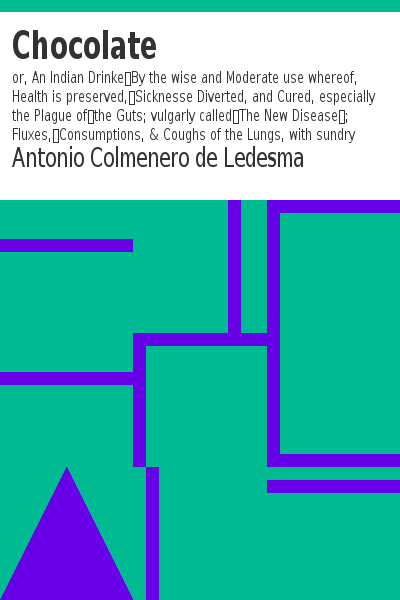 Chocolate
or, An Indian Drinke▯By the wise and Moderate use whereof,
Health is preserved,▯Sicknesse Diverted, and Cured, especially
the Plague of▯the Guts; vulgarly called▯The New Disease▯;
Fluxes,▯Consumptions, & Coughs of the Lungs, with sundry
Antonio Colmenero de Ledesma